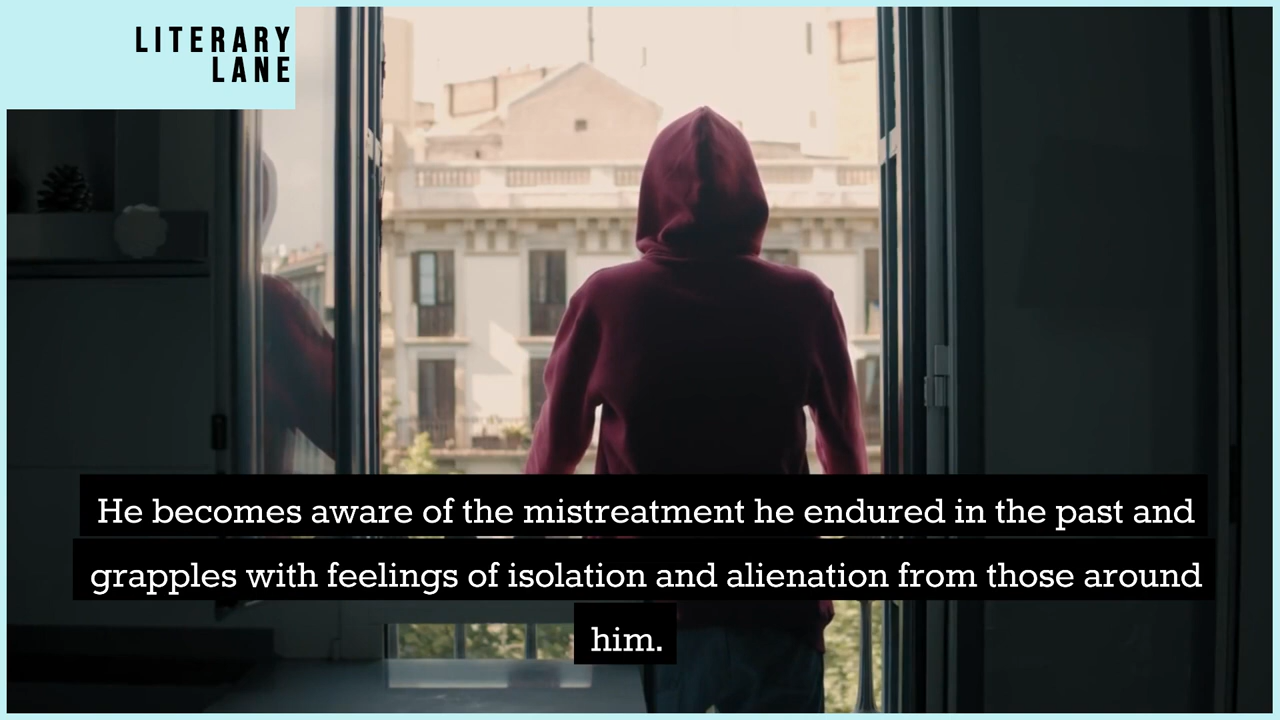 LITERARY
LANE
He becomes aware of the mistreatment he endured in the past and
grapples with feelings of isolation and alienation from those around
him.